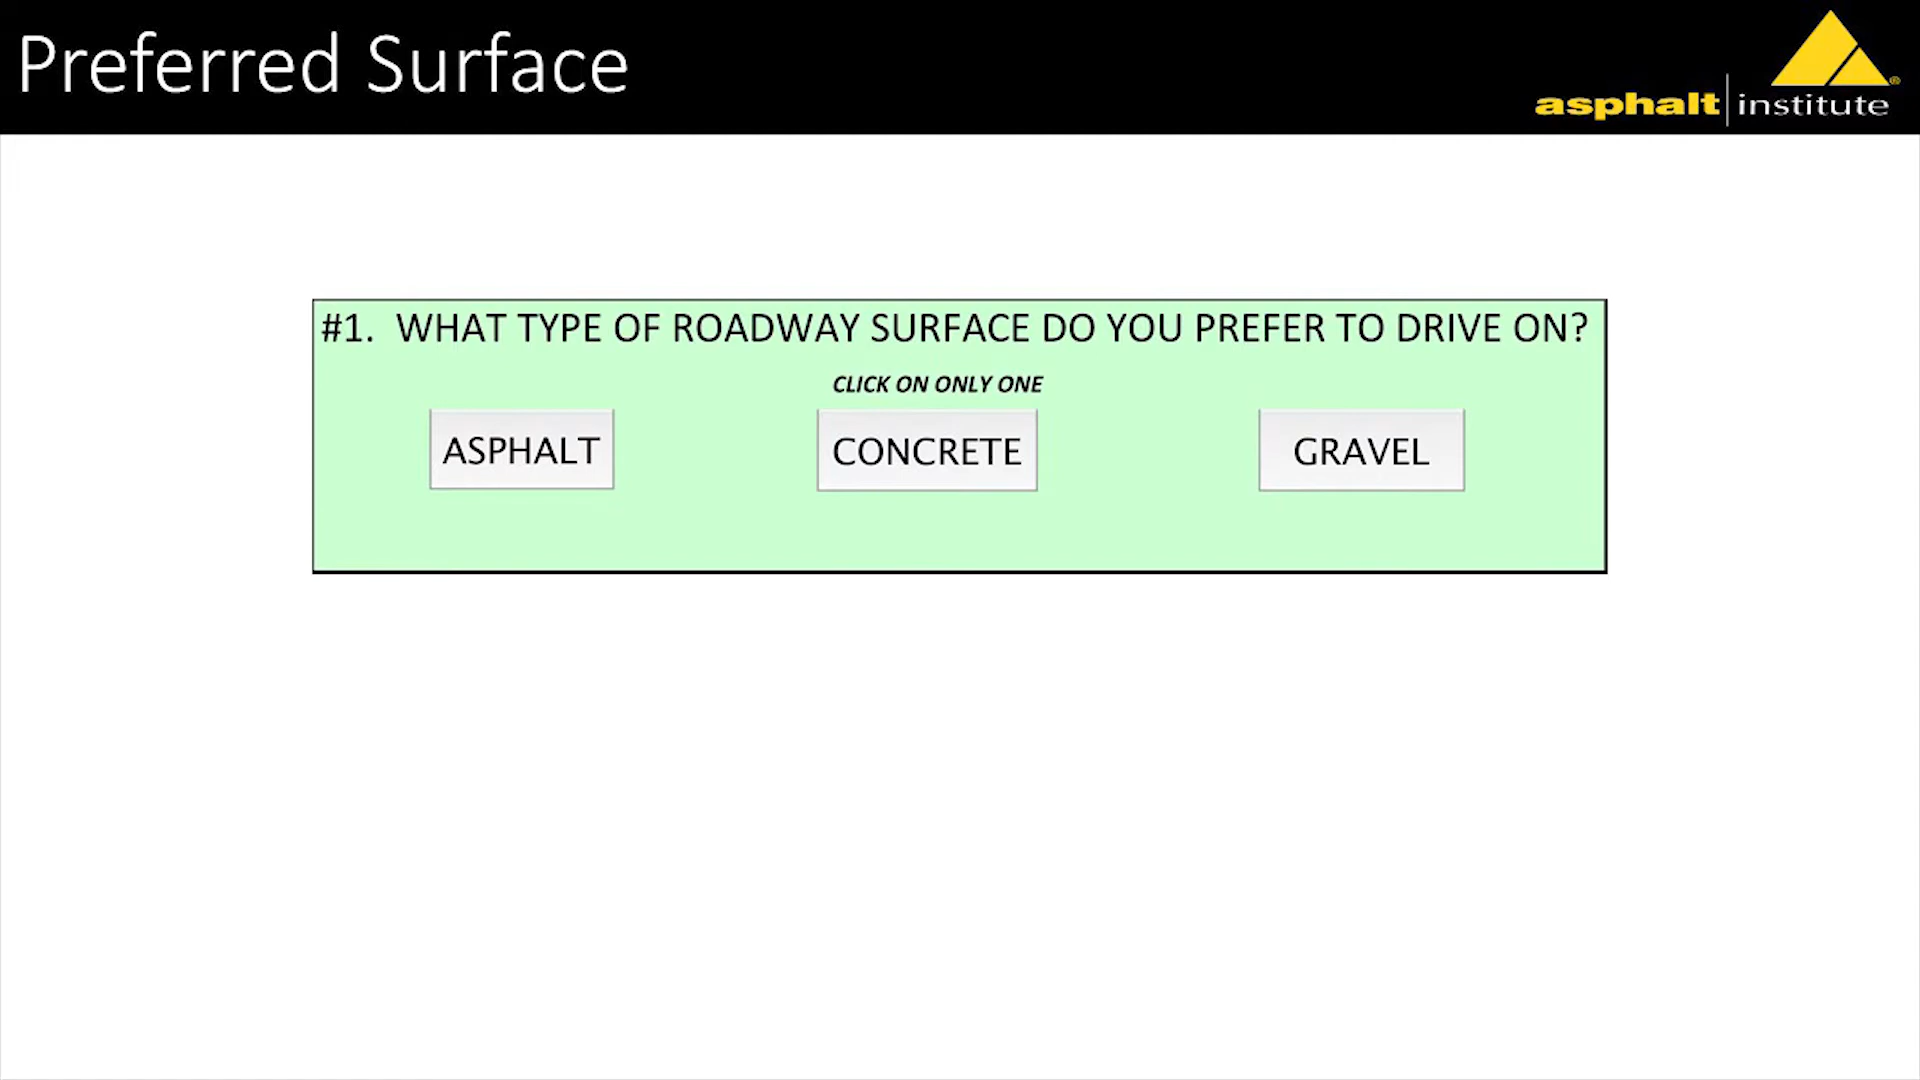 Preferred Surface
asphalt institute®
#1. WHAT TYPE OF ROADWAY SURFACE DO YOU PREFER TO DRIVE ON?
CLICK ON ONLY ONE
ASPHALT CONCRETE GRAVEL